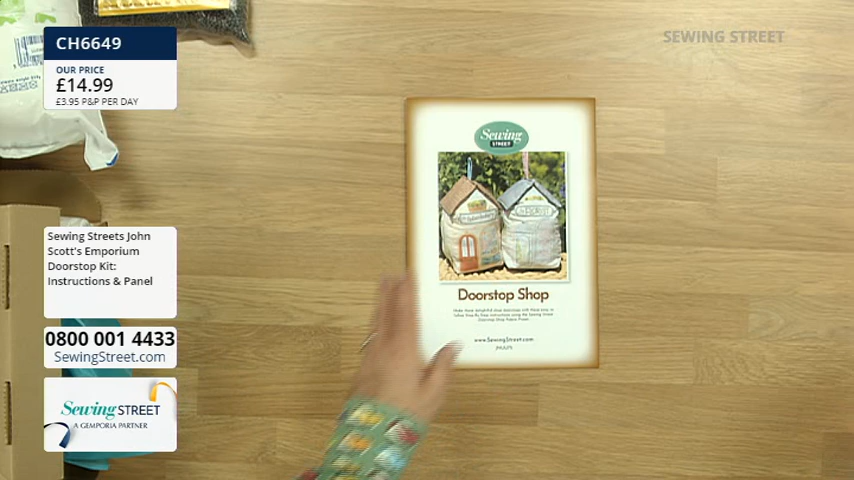 CH6649
OUR PRICE
£14.99
£3.95 P&P PER DAY
SEWING STREET
Sewing Streets John
Scott's Emporium
Doorstop Kit:
Instructions & Panel
0800 001 4433
SewingStreet.com
Sewing STREET
A GEMPORIA PARTNER
Sewing
STREET
Doorstop Shop
www.SewingStreet.com